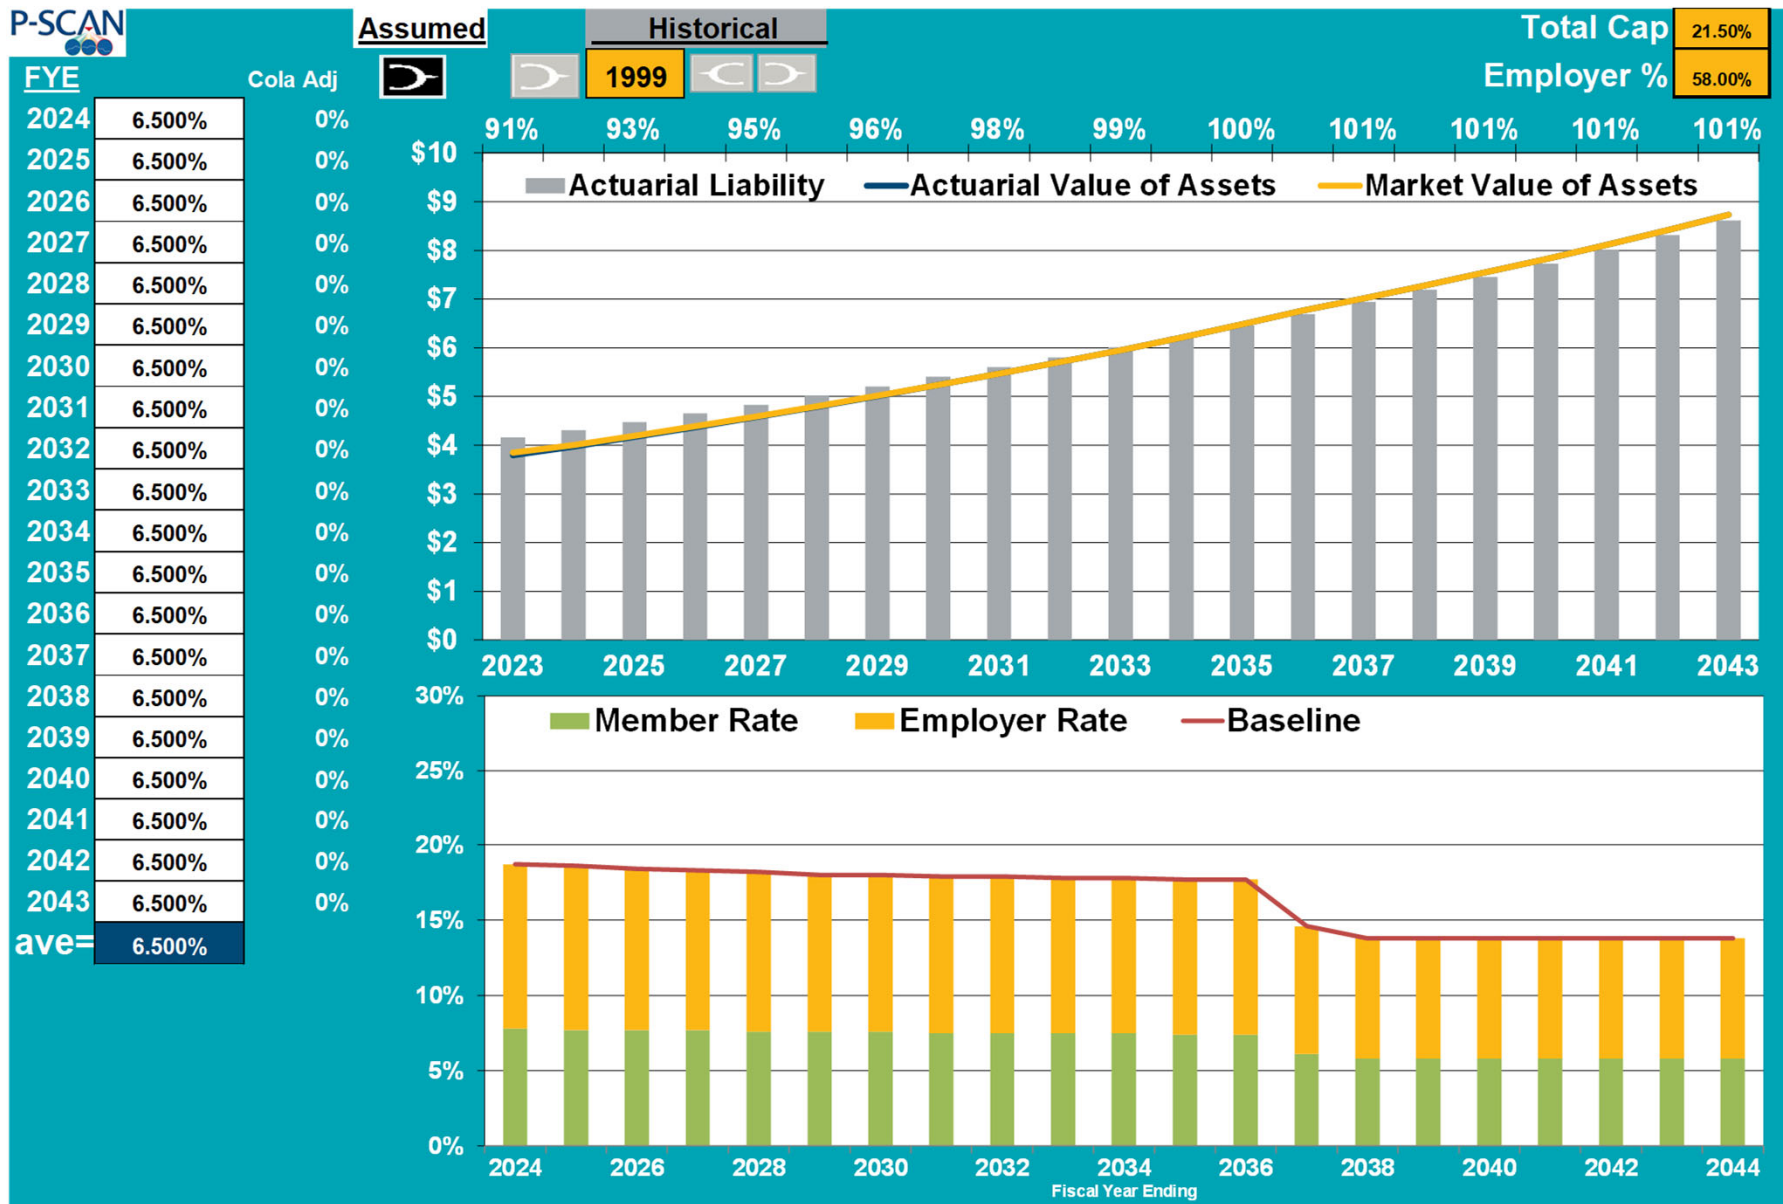 P-SCAN
Assumed
Historical
Total Cap 21.50%
FYE
Cola Adj
1999
Employer % 58.00%
2024 6.500% 0%
2025 6.500% 0%
2026 6.500% 0%
2027 6.500% 0%
2028 6.500% 0%
2029 6.500% 0%
2030 6.500% 0%
2031 6.500% 0%
2032 6.500% 0%
2033 6.500% 0%
2034 6.500% 0%
2035 6.500% 0%
2036 6.500% 0%
2037 6.500% 0%
2038 6.500% 0%
2039 6.500% 0%
2040 6.500% 0%
2041 6.500% 0%
2042 6.500% 0%
2043 6.500% 0%
ave= 6.500%
91% 93% 95% 96% 98% 99% 100% 101% 101% 101% 101%
Actuarial Liability Actuarial Value of Assets Market Value of Assets
$10
$9
$8
$7
$6
$5
$4
$3
$2
$1
$0
2023 2025 2027 2029 2031 2033 2035 2037 2039 2041 2043
Member Rate Employer Rate Baseline
30%
25%
20%
15%
10%
5%
0%
2024 2026 2028 2030 2032 2034 2036 2038 2040 2042 2044
Fiscal Year Ending